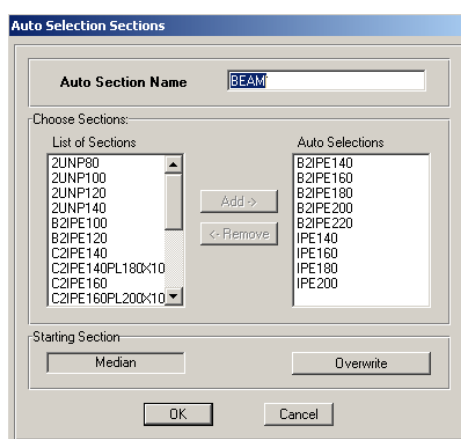 Auto Selection Sections
Auto Section Name BEAM
Choose Sections:
List of Sections
2UNP80
2UNP100
2UNP120
2UNP140
B2IPE100
B2IPE120
C2IPE140
C2IPE140PL180X10
C2IPE160
C2IPE160PL200X10
Add ->
<- Remove
Auto Selections
B2IPE140
B2IPE160
B2IPE180
B2IPE200
B2IPE220
IPE140
IPE160
IPE180
IPE200
Starting Section
Median
Overwrite
OK
Cancel